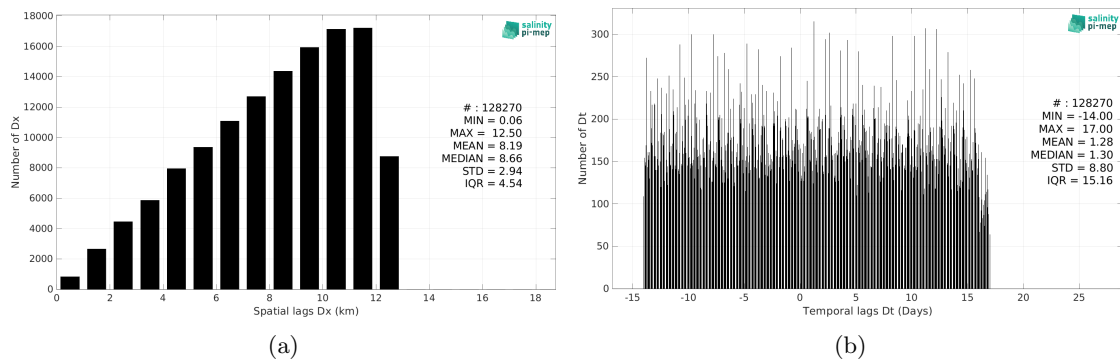 18000
16000
14000
12000
10000
8000
6000
4000
2000
0
Number of Dx
salinity
pi-mep
# : 128270
MIN = 0.06
MAX = 12.50
MEAN = 8.19
MEDIAN = 8.66
STD = 2.94
IQR = 4.54
0 2 4 6 8 10 12 14 16 18
Spatial lags Dx (km)
(a)
300
250
200
150
100
50
0
Number of Dt
salinity
pi-mep
# : 128270
MIN = -14.00
MAX = 17.00
MEAN = 1.28
MEDIAN = 1.30
STD = 8.80
IQR = 15.16
-15 -10 -5 0 5 10 15 20 25
Temporal lags Dt (Days)
(b)